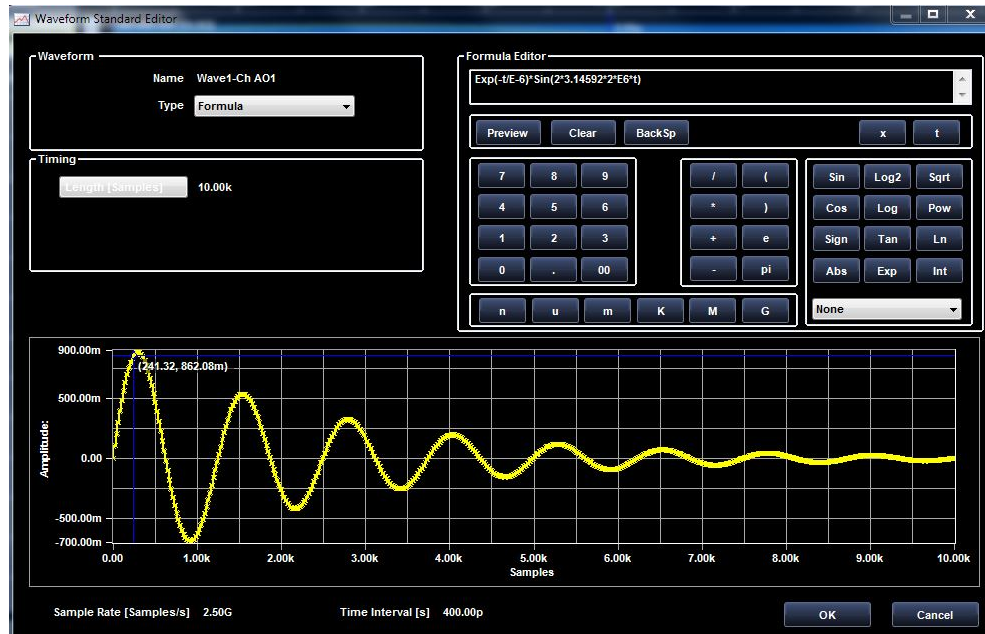 Waveform Standard Editor
Waveform
Name Wave1-Ch AO1
Type Formula
Timing
Length [Samples] 10.00k
Formula Editor
Exp(-t/E-6)*Sin(2*3.14592*2*E6*t)
Preview Clear BackSp x t
7 8 9 / ( Sin Log2 Sqrt
4 5 6 * ) Cos Log Pow
1 2 3 + e Sign Tan Ln
0 . 00 - pi Abs Exp Int
n u m K M G None
900.00m
(241.32, 862.08m)
500.00m
0.00
-500.00m
-700.00m
Amplitude:
0.00 1.00k 2.00k 3.00k 4.00k 5.00k 6.00k 7.00k 8.00k 9.00k 10.00k
Samples
Sample Rate [Samples/s] 2.50G Time Interval [s] 400.00p OK Cancel